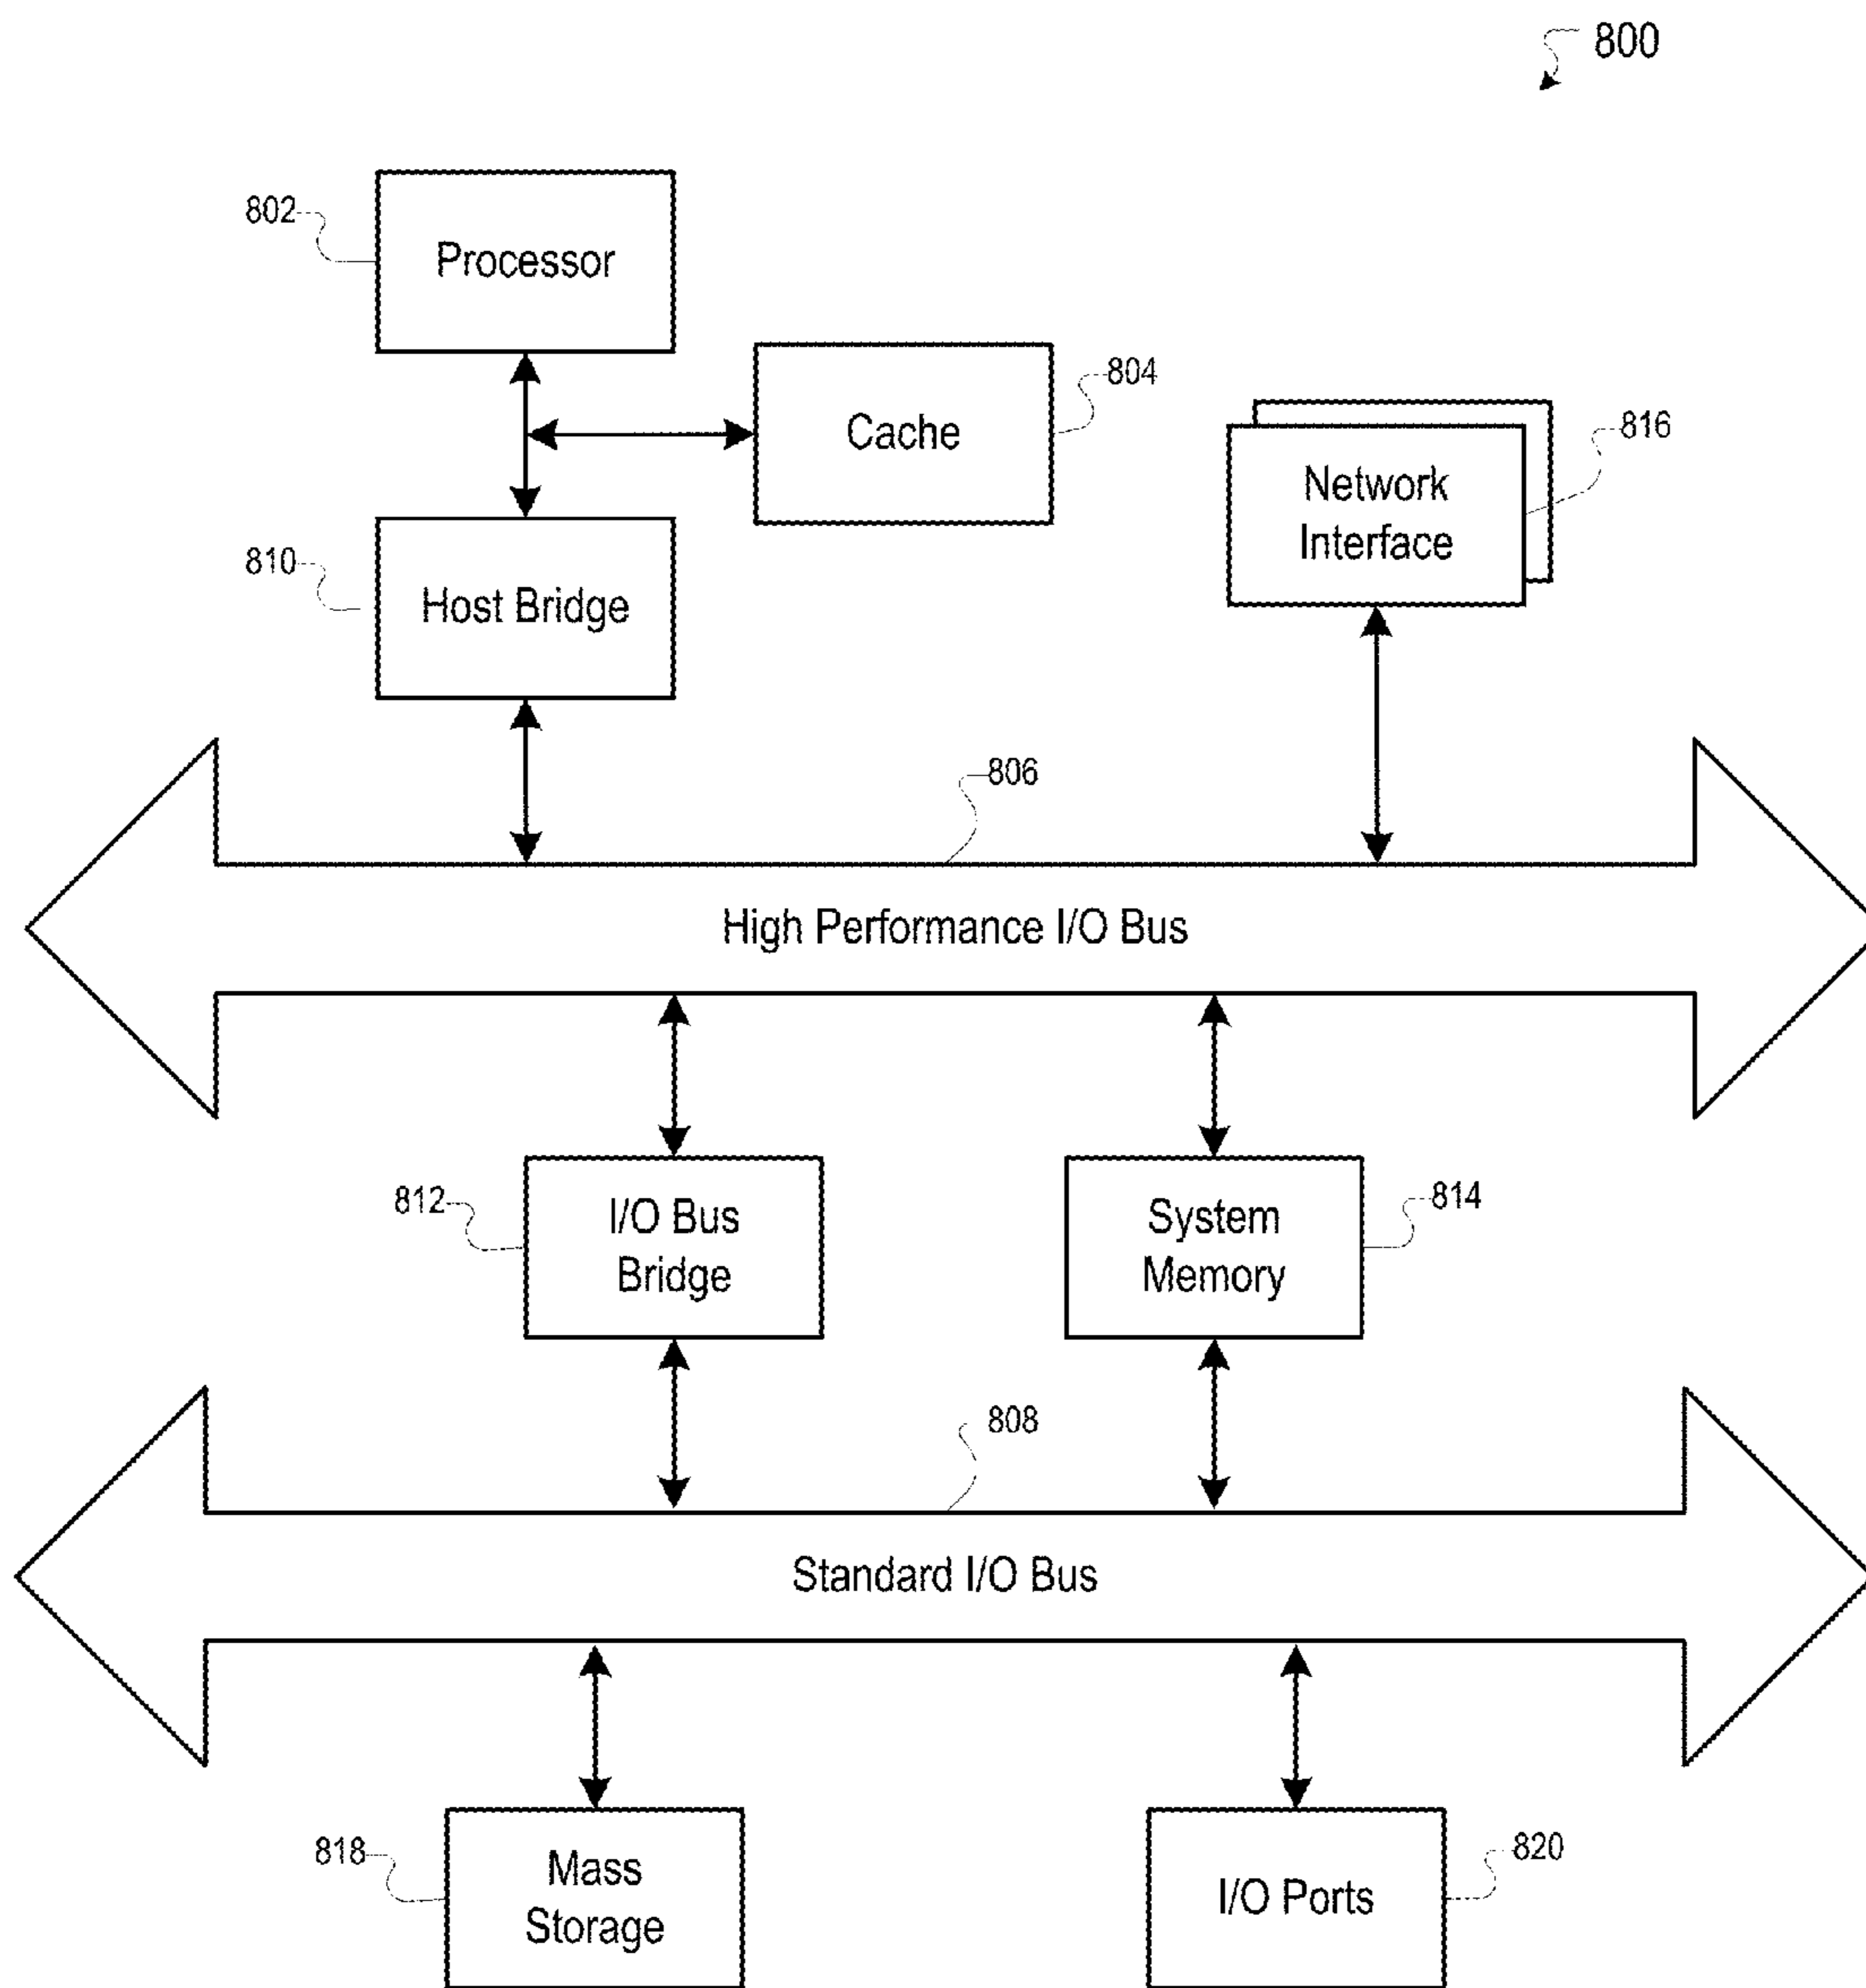 800
802
Processor
804
Cache
816
Network
Interface
810
Host Bridge
806
High Performance I/O Bus
812
I/O Bus
Bridge
System
Memory
814
808
Standard I/O Bus
818
Mass
Storage
I/O Ports
820